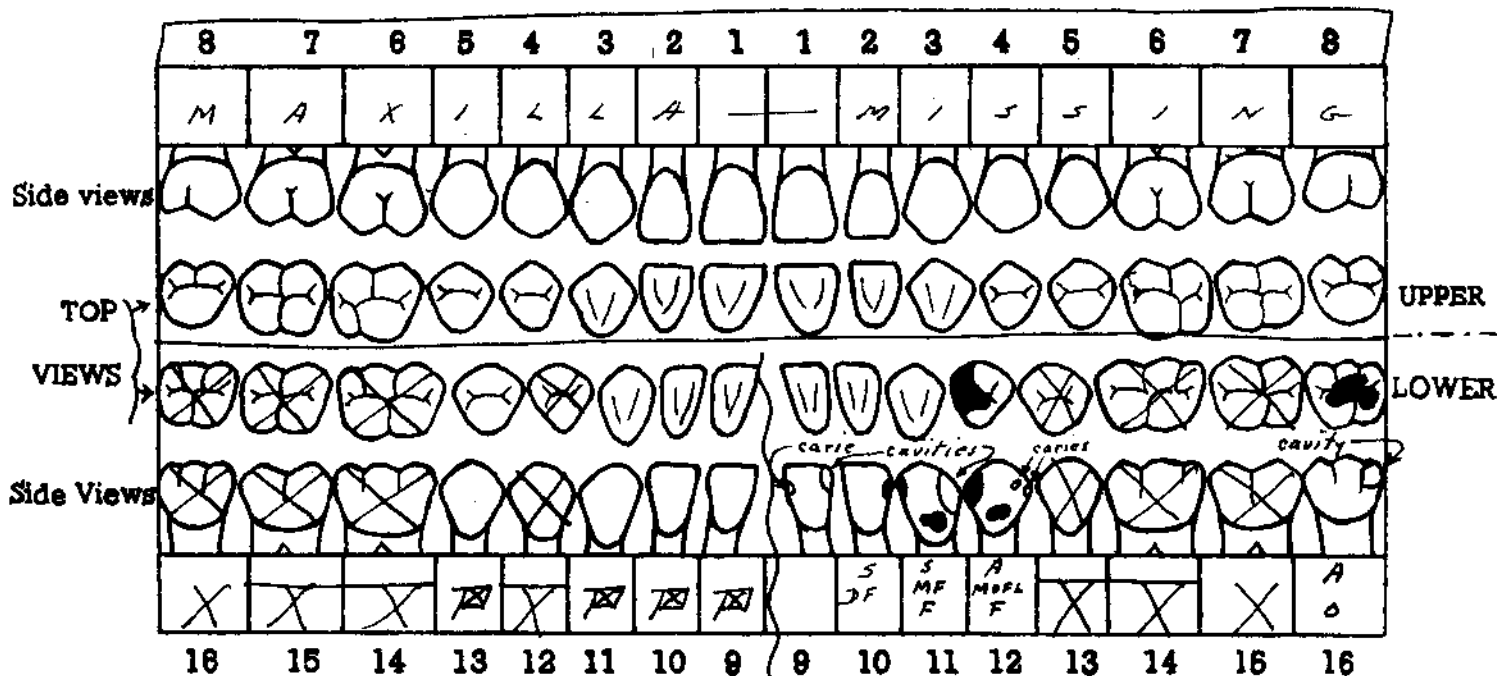 8 7 6 5 4 3 2 1 1 2 3 4 5 6 7 8
M A X I L L A — M I S S I N G
Side views
TOP
UPPER
VIEWS
LOWER
carie cavities caries cavity
Side Views
X X X X X S S A X X X A
DF MF MOFL O
F F
16 15 14 13 12 11 10 9 9 10 11 12 13 14 16 16